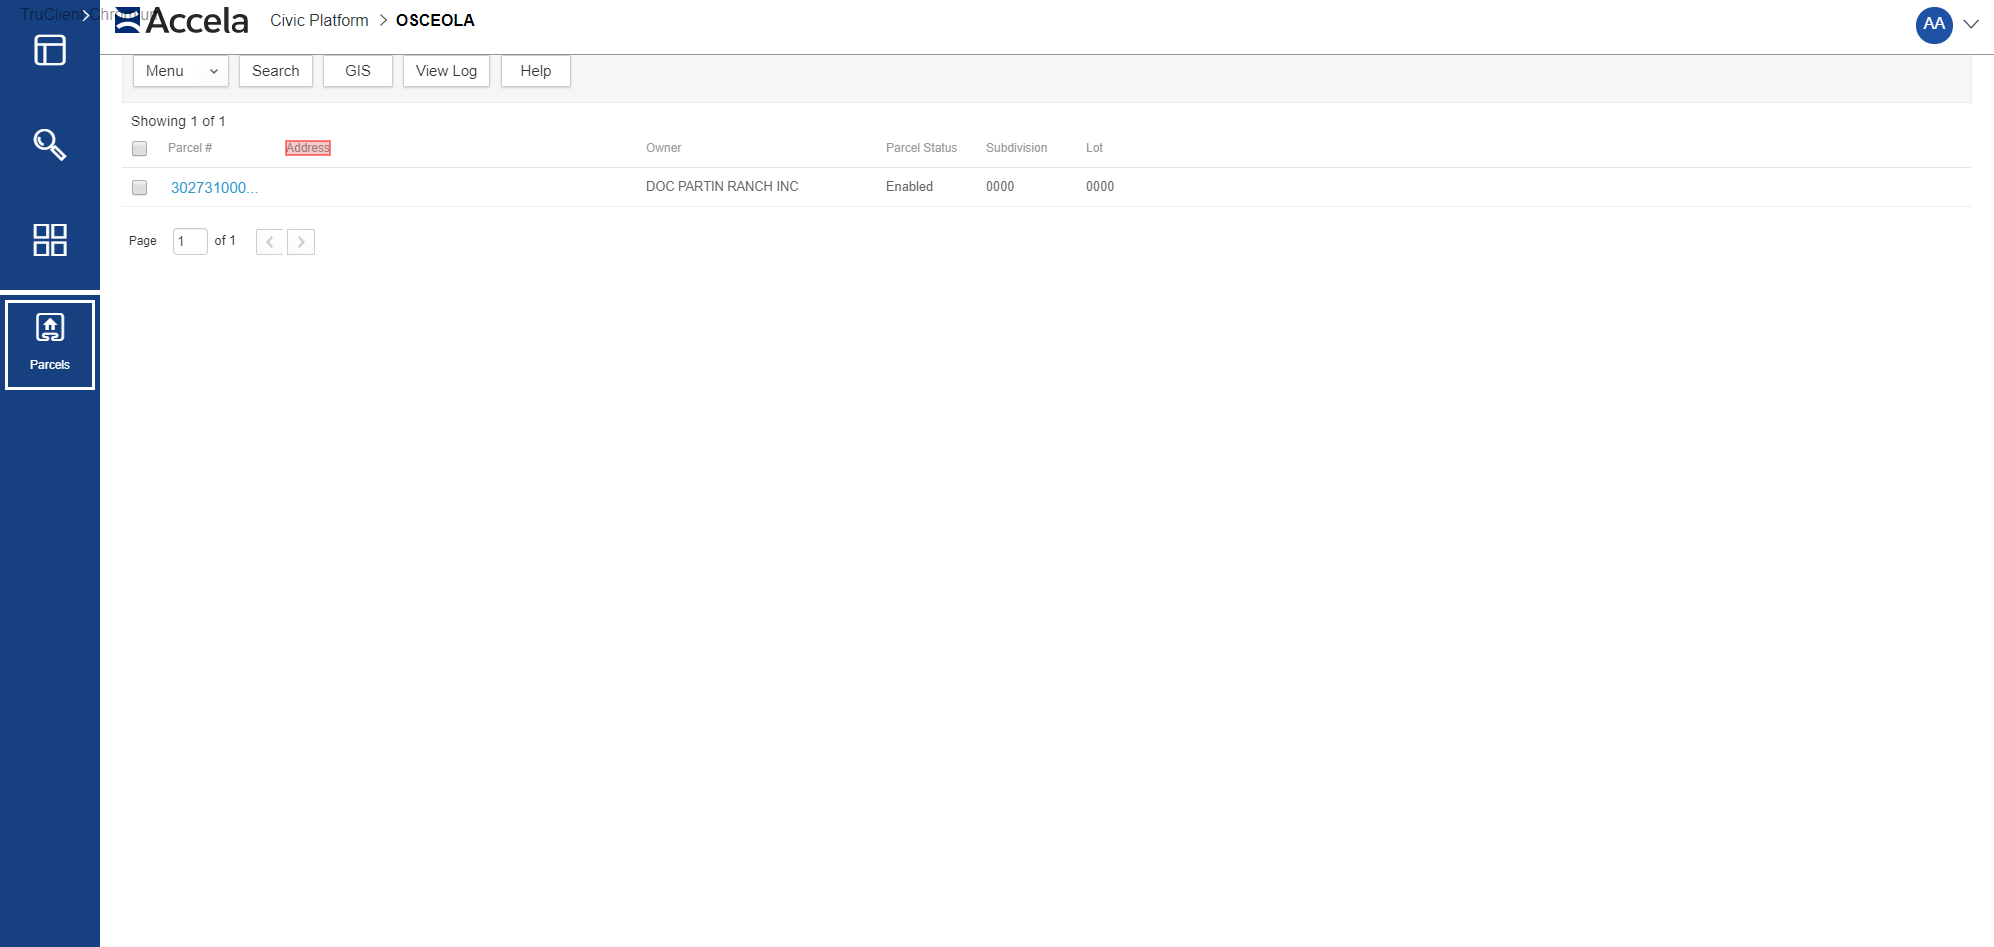 TruClient Chromium
Accela
Civic Platform > OSCEOLA
AA
Menu
Search
GIS
View Log
Help
Showing 1 of 1
Parcel # Address Owner Parcel Status Subdivision Lot
302731000... DOC PARTIN RANCH INC Enabled 0000 0000
Page 1 of 1
Parcels